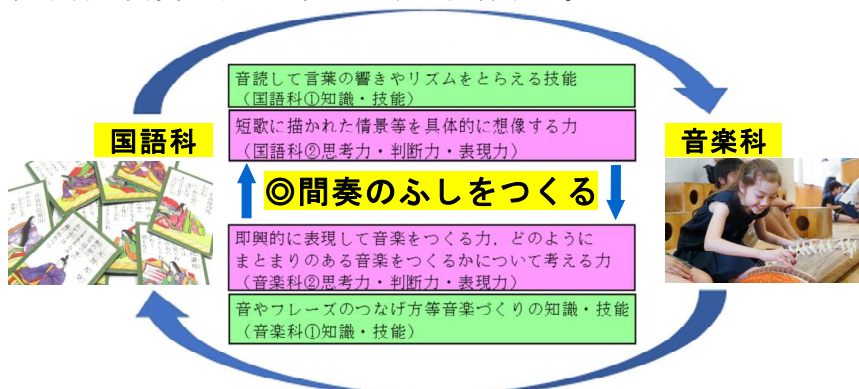 音読して言葉の響きやリズムをとらえる技能
（国語科①知識・技能）
短歌に描かれた情景等を具体的に想像する力
（国語科②思考力・判断力・表現力）
国語科
音楽科
◎間奏のふしをつくる
即興的に表現して音楽をつくる力，どのように
まとまりのある音楽をつくるかについて考える力
（音楽科②思考力・判断力・表現力）
音やフレーズのつなげ方等音楽づくりの知識・技能
（音楽科①知識・技能）